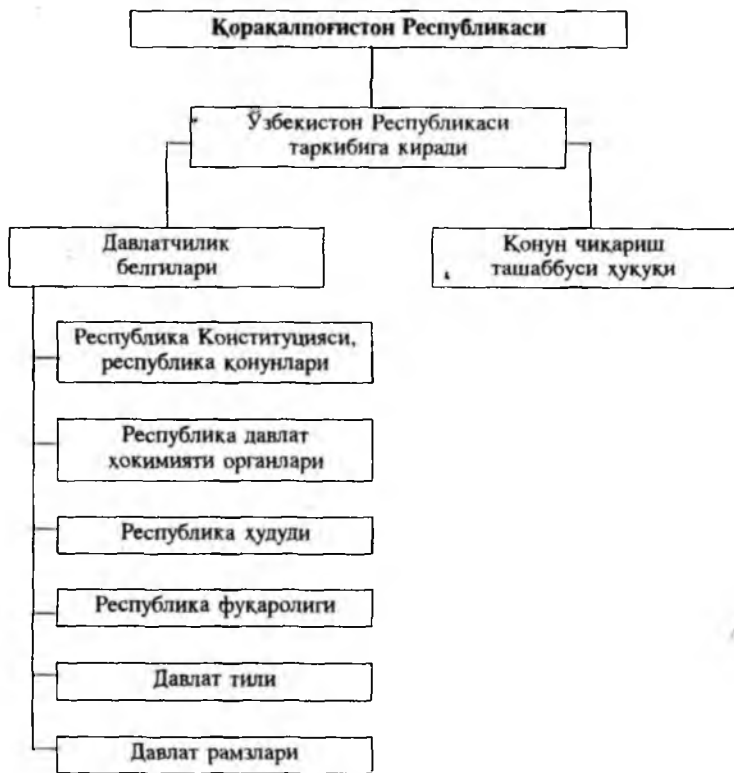 Қорақалпоғистон Республикаси
Ўзбекистон Республикаси
таркибига киради
Давлатчилик
белгилари
Қонун чиқариш
ташаббуси ҳуқуқи
Республика Конституцияси,
республика қонунлари
Республика давлат
ҳокимияти органлари
Республика ҳудуди
Республика фуқаролиги
Давлат тили
Давлат рамзлари